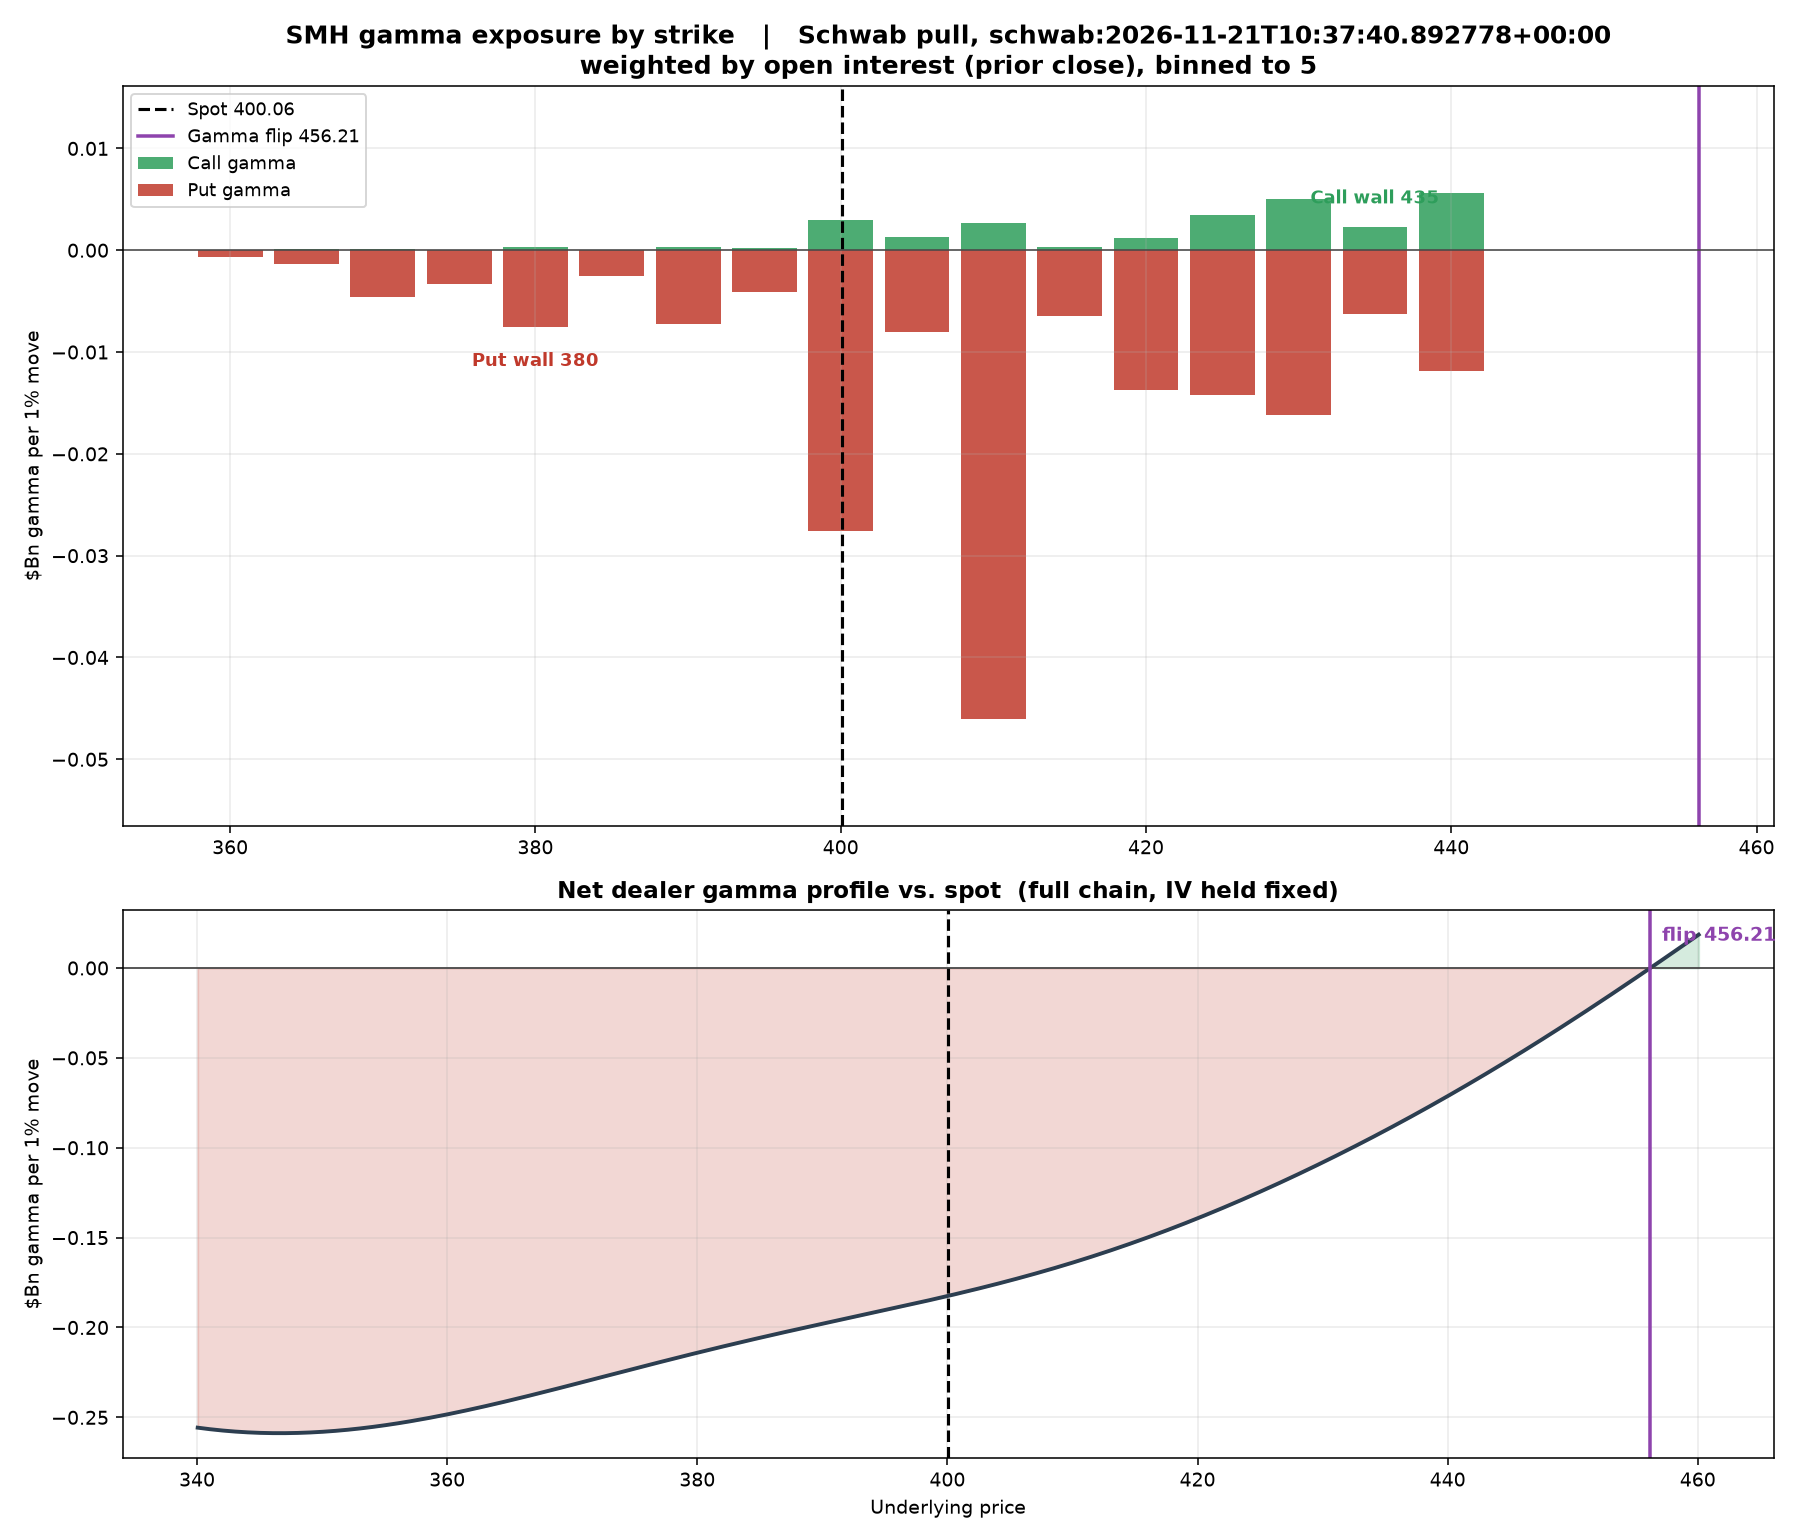 SMH gamma exposure by strike | Schwab pull, schwab:2026-11-21T10:37:40.892778+00:00
weighted by open interest (prior close), binned to 5
Spot 400.06
Gamma flip 456.21
Call gamma
Put gamma
Call wall 435
Put wall 380
$Bn gamma per 1% move
0.01
0.00
−0.01
−0.02
−0.03
−0.04
−0.05
360 380 400 420 440 460
Net dealer gamma profile vs. spot (full chain, IV held fixed)
flip 456.21
$Bn gamma per 1% move
0.00
−0.05
−0.10
−0.15
−0.20
−0.25
340 360 380 400 420 440 460
Underlying price